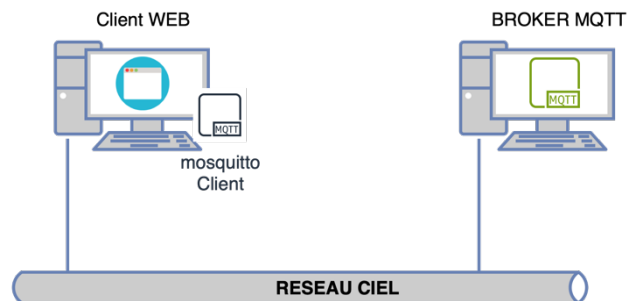 Client WEB
BROKER MQTT
MQTT
MQTT
mosquitto
Client
RESEAU CIEL